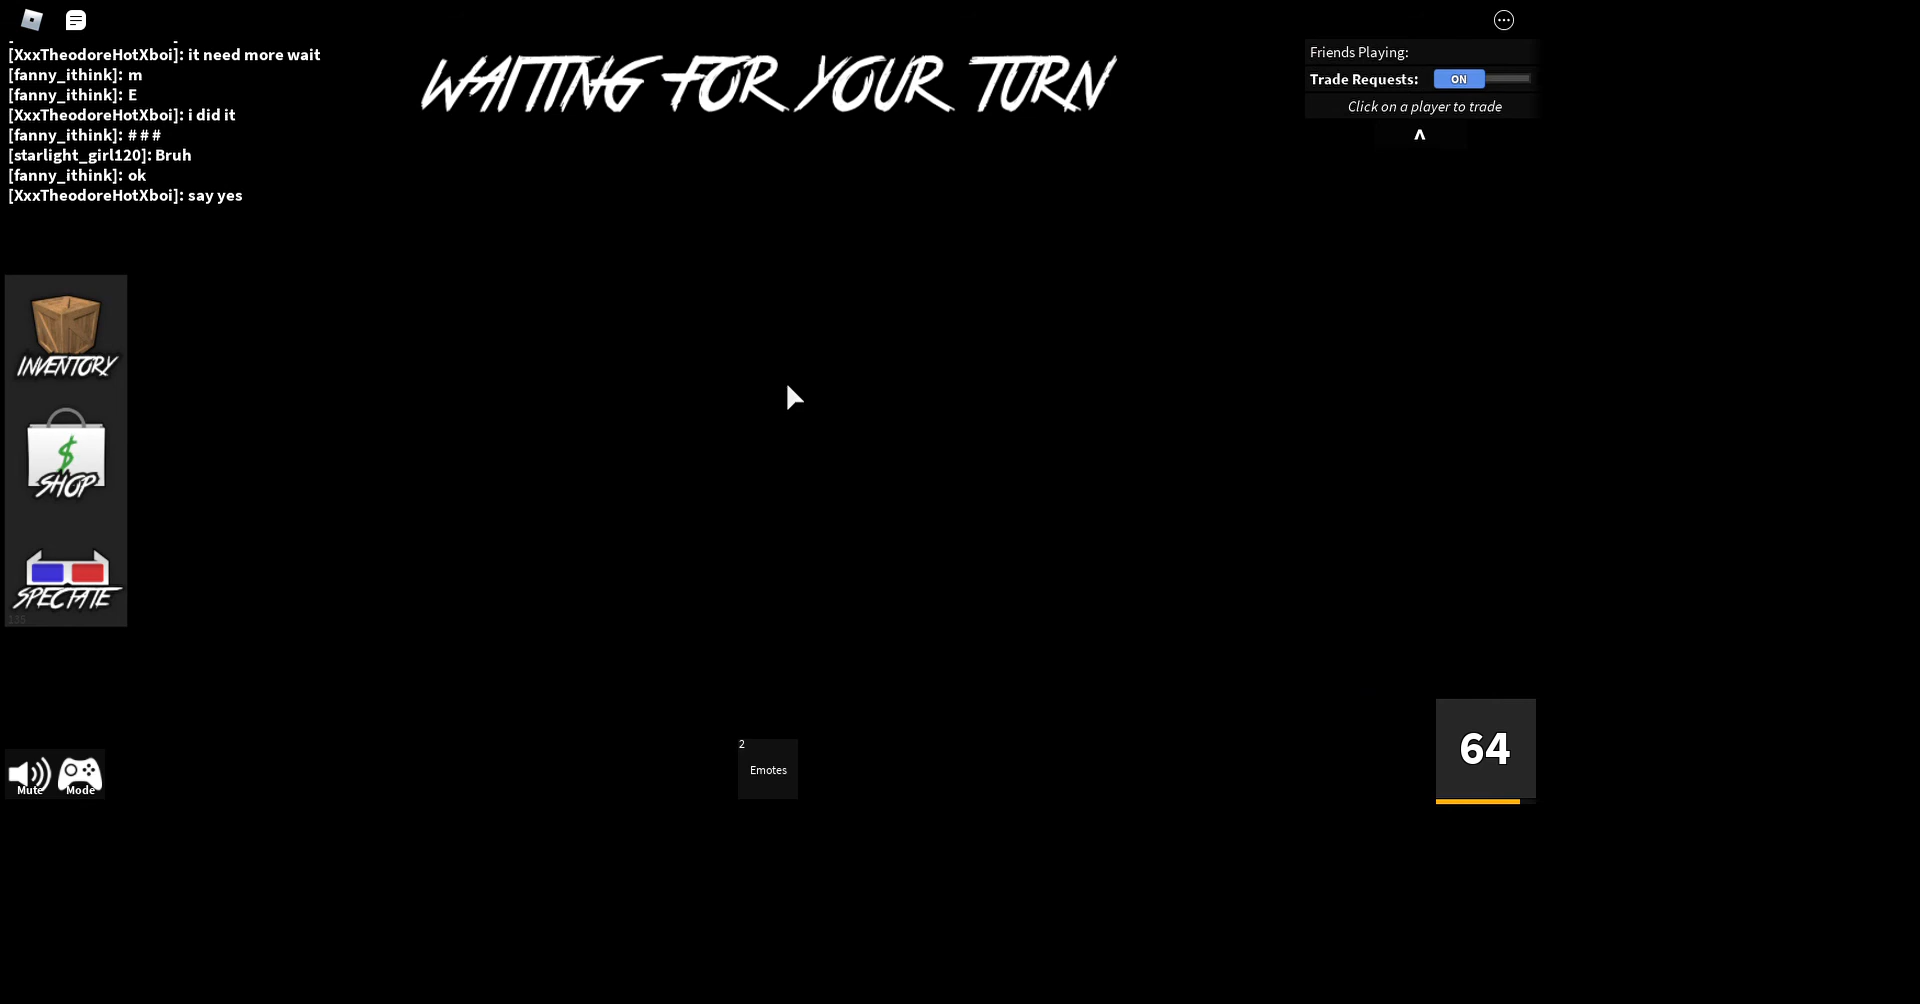 [XxxTheodoreHotXboi]: it need more wait
[fanny_ithink]: m
[fanny_ithink]: E
[XxxTheodoreHotXboi]: i did it
[fanny_ithink]: # # #
[starlight_girl120]: Bruh
[fanny_ithink]: ok
[XxxTheodoreHotXboi]: say yes
WAITING FOR YOUR TURN
Friends Playing:
Trade Requests: ON
Click on a player to trade
INVENTORY
$
SHOP
SPECTATE
135
Mute Mode
2
Emotes
64